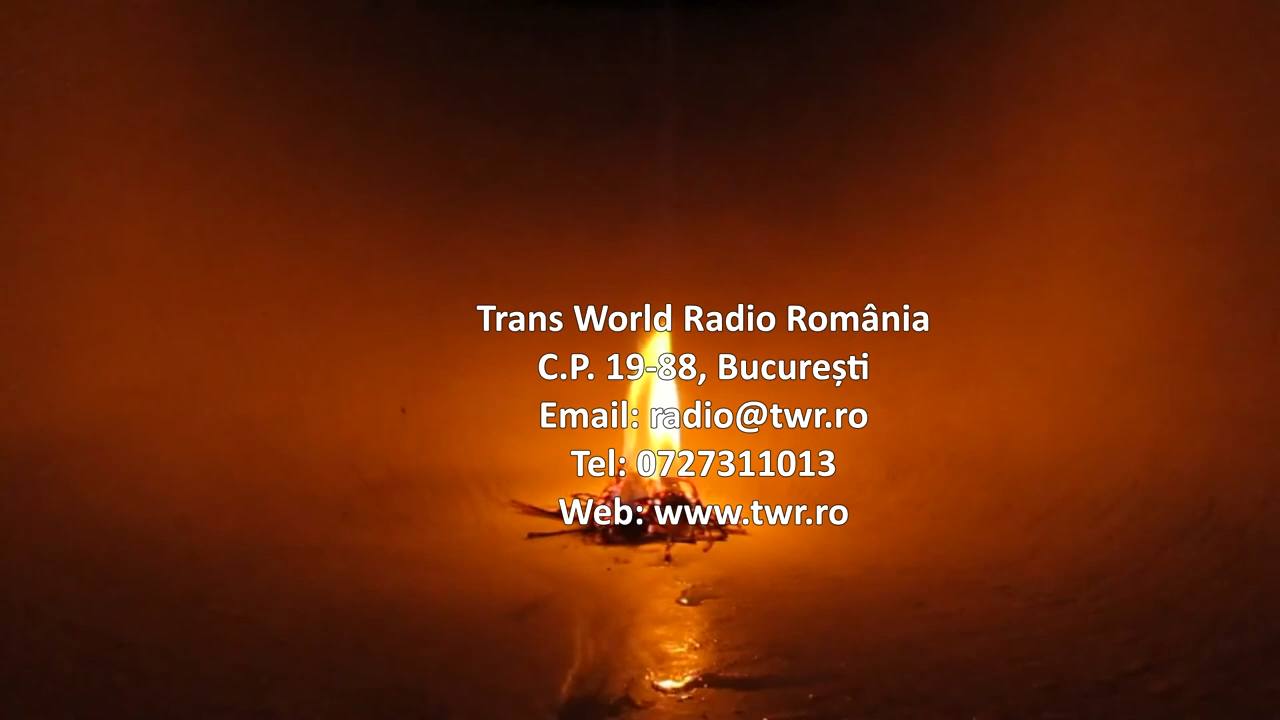 Trans World Radio România
C.P. 19-88, București
Email: radio@twr.ro
Tel: 0727311013
Web: www.twr.ro